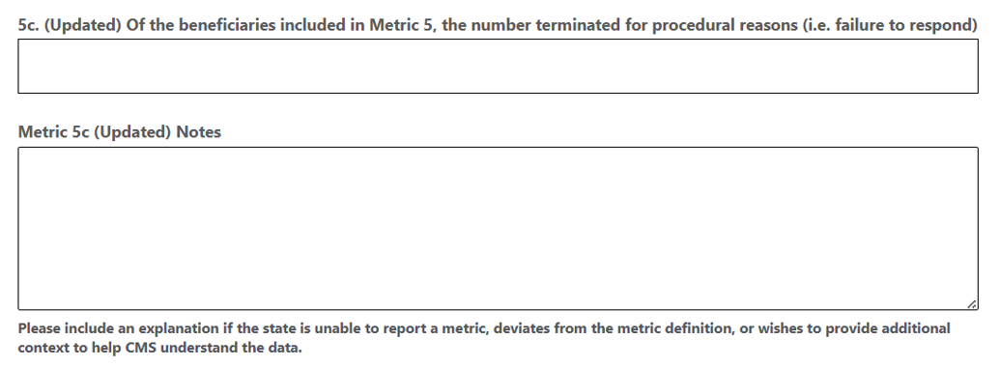 5c. (Updated) Of the beneficiaries included in Metric 5, the number terminated for procedural reasons (i.e. failure to respond)
Metric 5c (Updated) Notes
Please include an explanation if the state is unable to report a metric, deviates from the metric definition, or wishes to provide additional
context to help CMS understand the data.